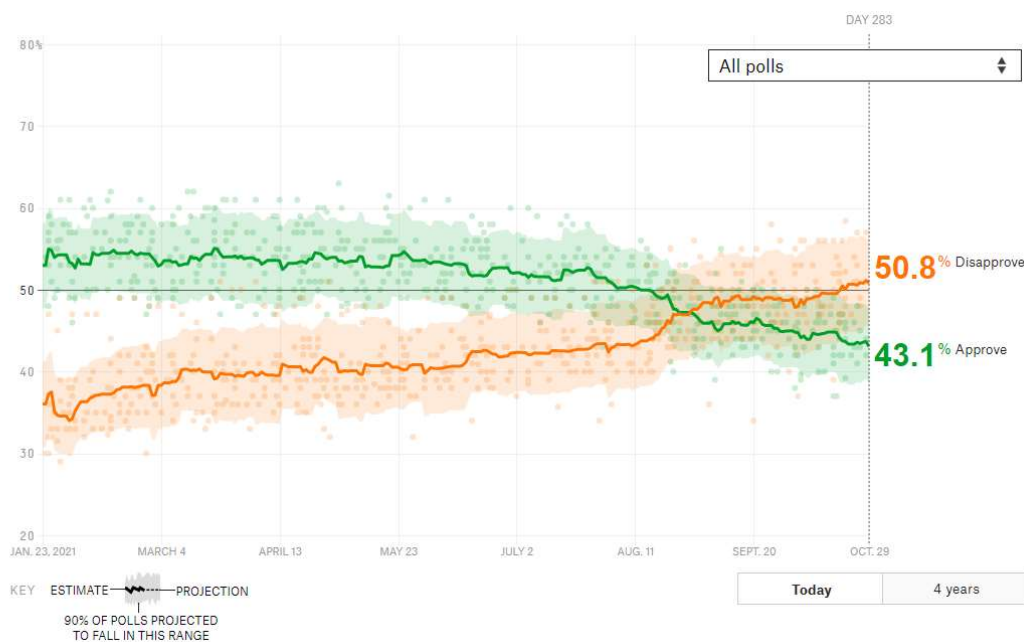 DAY 283
80%
All polls
70
60
50
50.8% Disapprove
43.1% Approve
40
30
20
JAN. 23, 2021 MARCH 4 APRIL 13 MAY 23 JULY 2 AUG. 11 SEPT. 20 OCT. 29
KEY ESTIMATE PROJECTION
90% OF POLLS PROJECTED
TO FALL IN THIS RANGE
Today 4 years